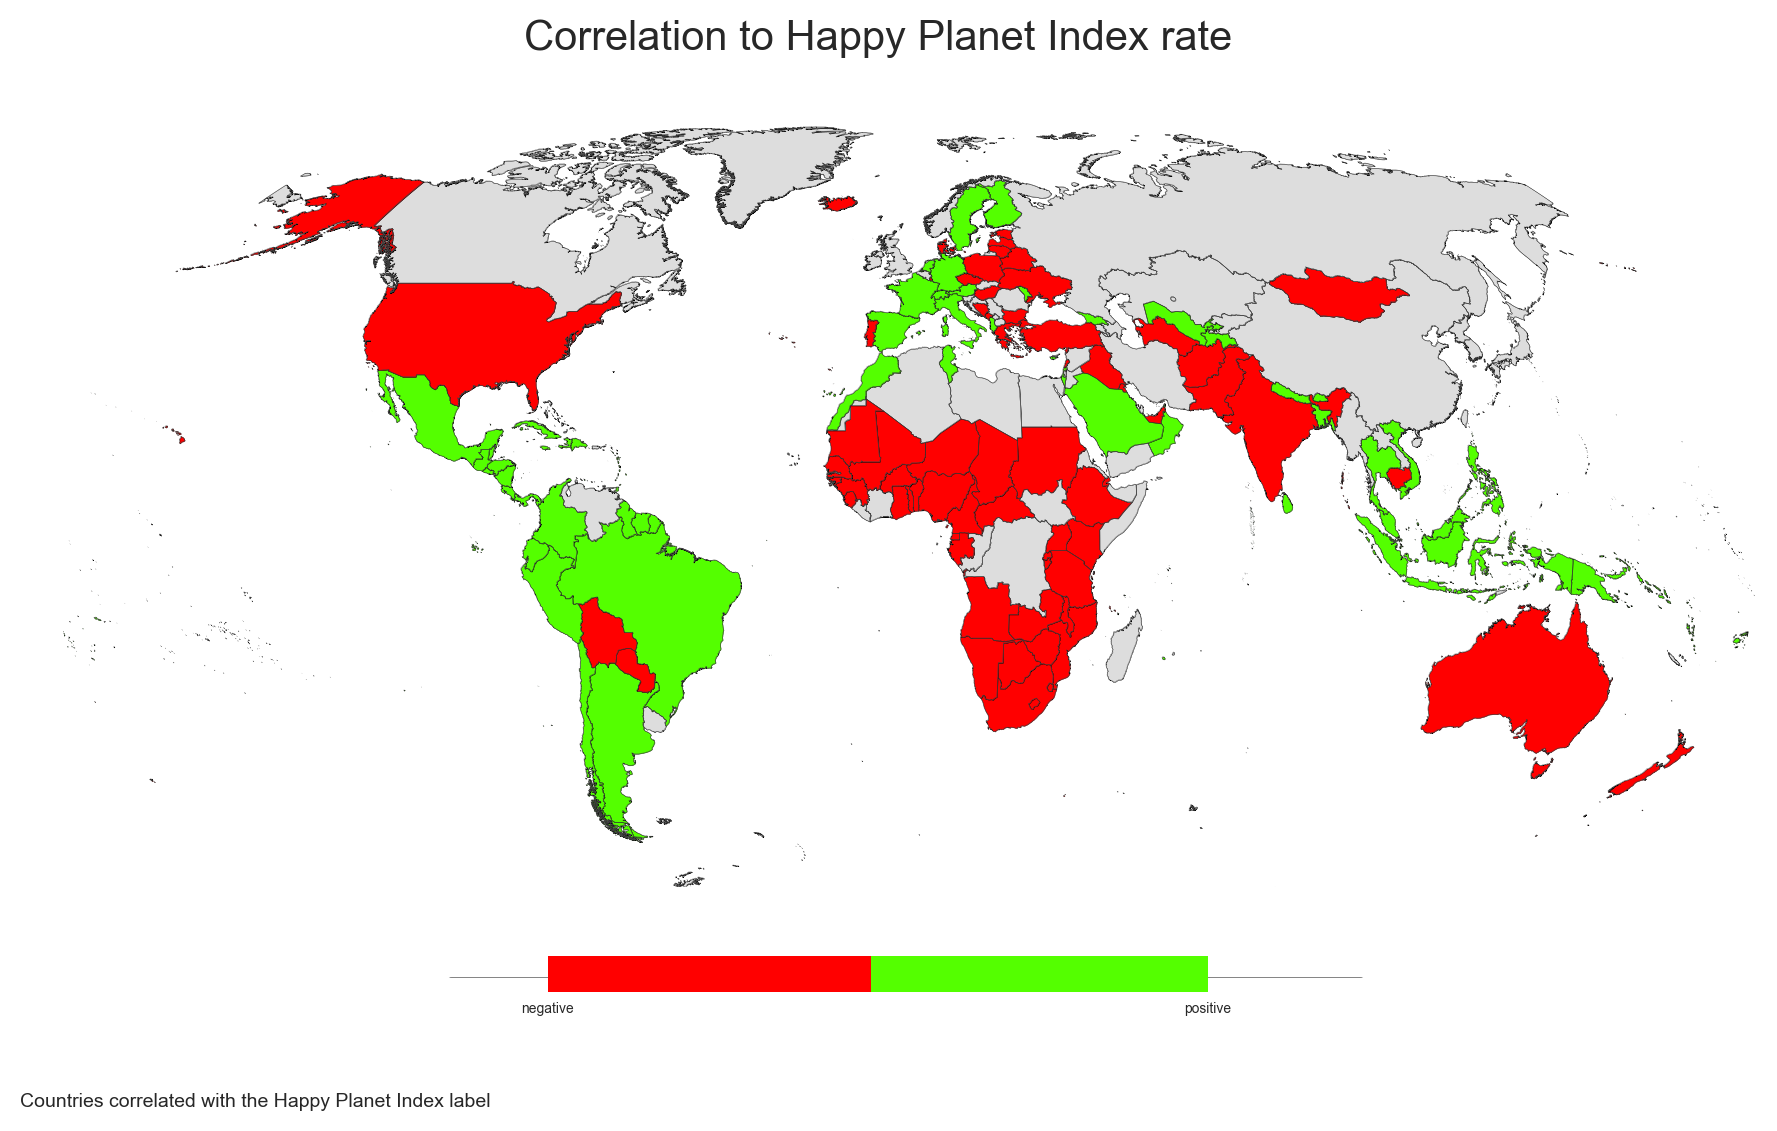 Correlation to Happy Planet Index rate
negative
positive
Countries correlated with the Happy Planet Index label